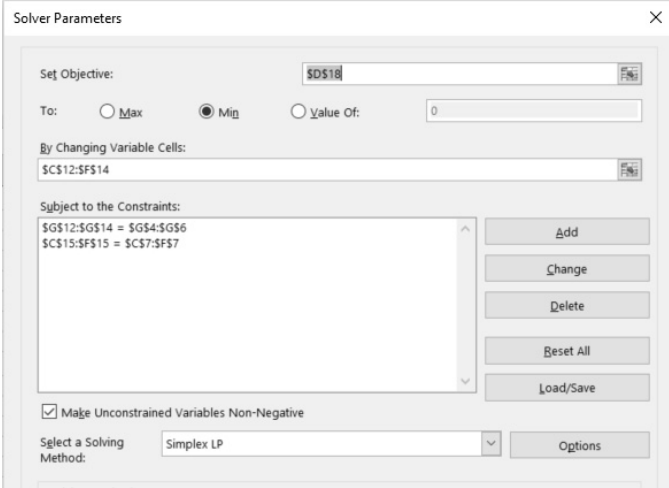 Solver Parameters
Set Objective: $D$18
To: Max Min Value Of: 0
By Changing Variable Cells:
$C$12:$F$14
Subject to the Constraints:
$G$12:$G$14 = $G$4:$G$6
$C$15:$F$15 = $C$7:$F$7
Add
Change
Delete
Reset All
Load/Save
Make Unconstrained Variables Non-Negative
Select a Solving
Method:
Simplex LP
Options